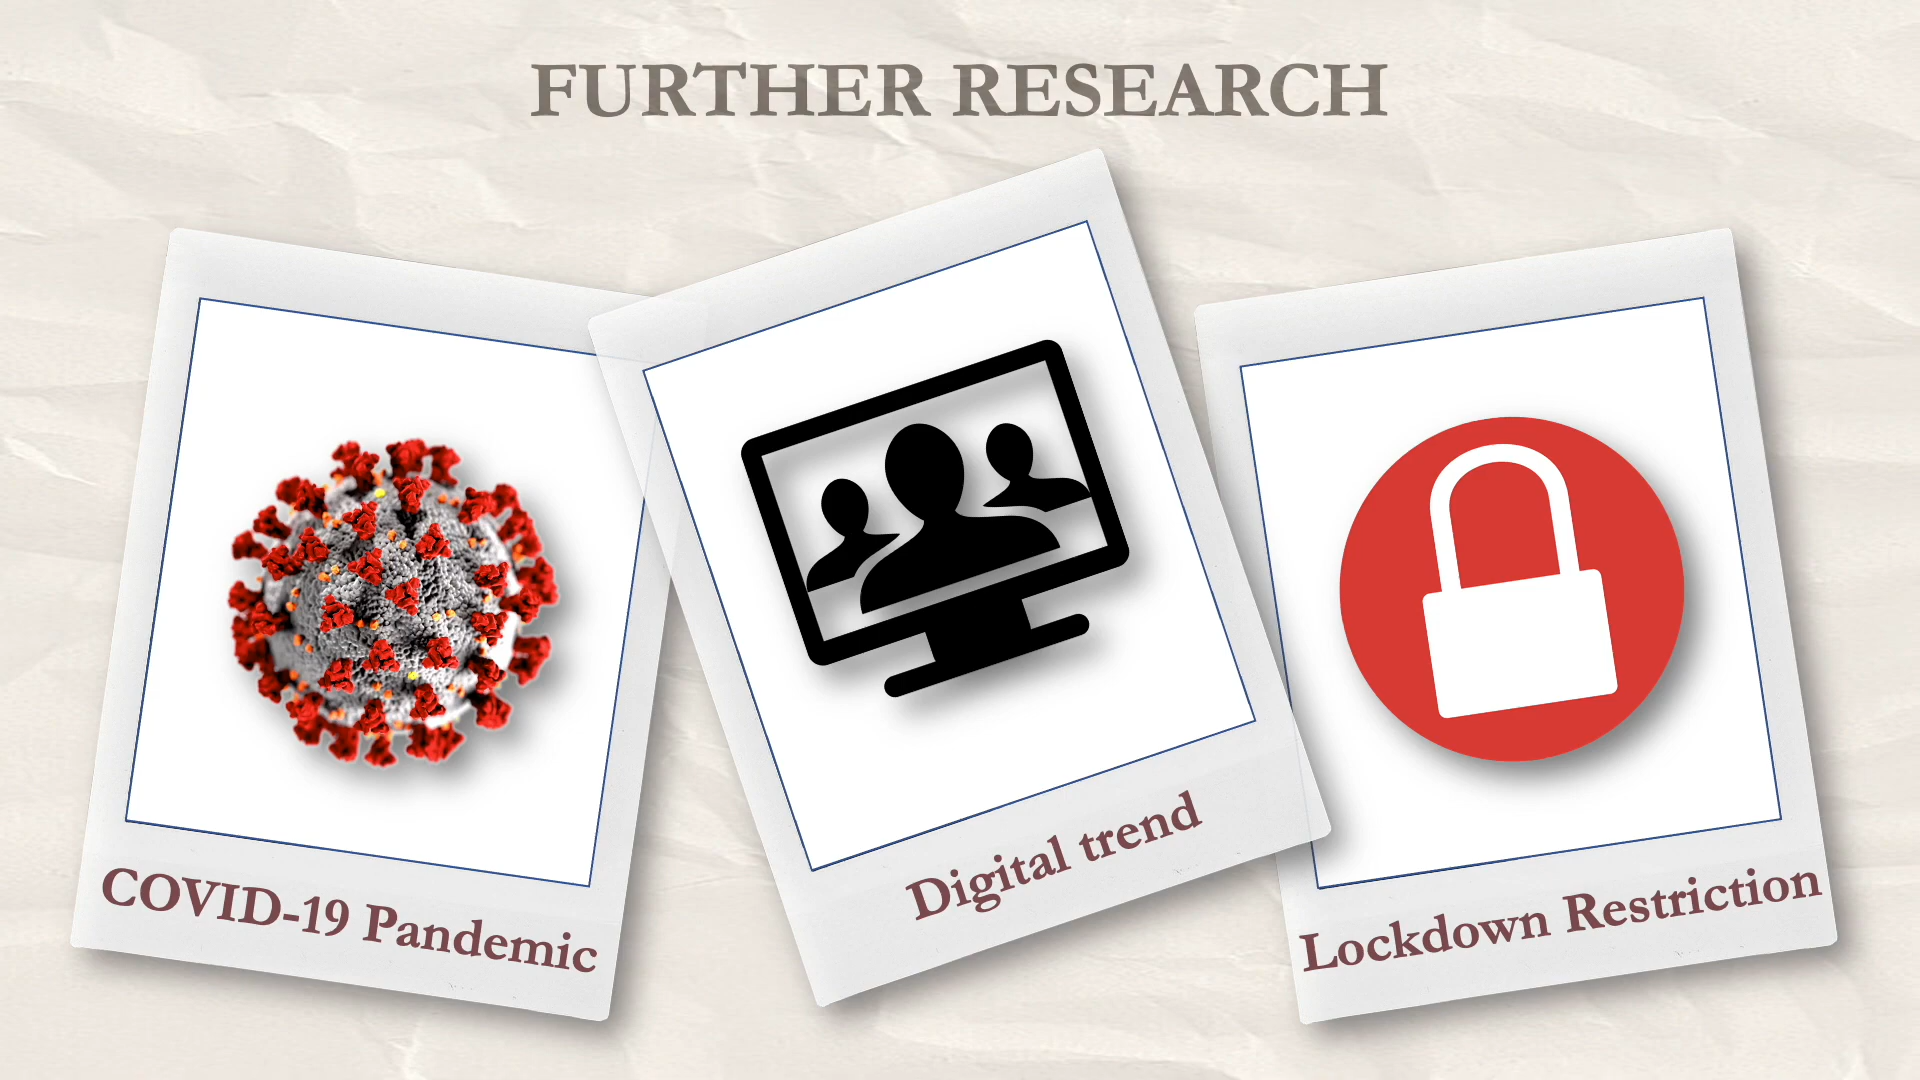 FURTHER RESEARCH
COVID-19 Pandemic
Digital trend
Lockdown Restriction